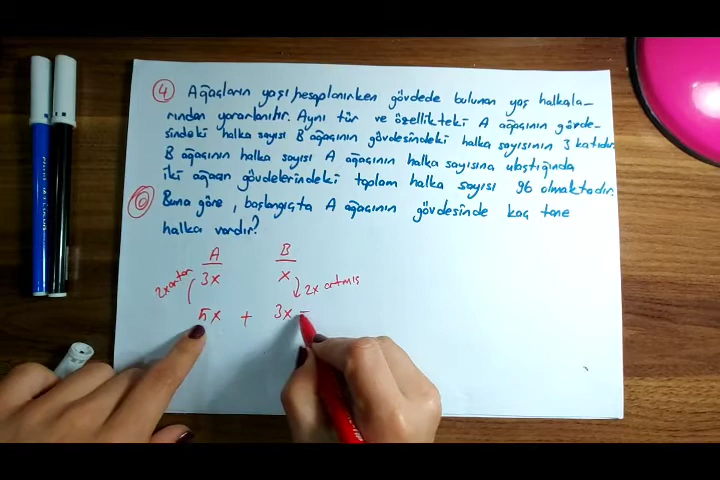 4 Ağaçların yaşı hesaplanırken gövdede bulunan yaş halkala-
rından yararlanılır. Aynı tür ve özellikteki A ağacının gövde-
sindeki halka sayısı B ağacının gövdesindeki halka sayısının 3 katıdır.
B ağacının halka sayısı A ağacının halka sayısına ulaştığında
iki ağacın gövdelerindeki toplam halka sayısı 96 olmaktadır.
Buna göre, başlangıçta A ağacının gövdesinde kaç tane
halka vardır?
A B
3x x
2x artar 2x artmış
5x + 3x =